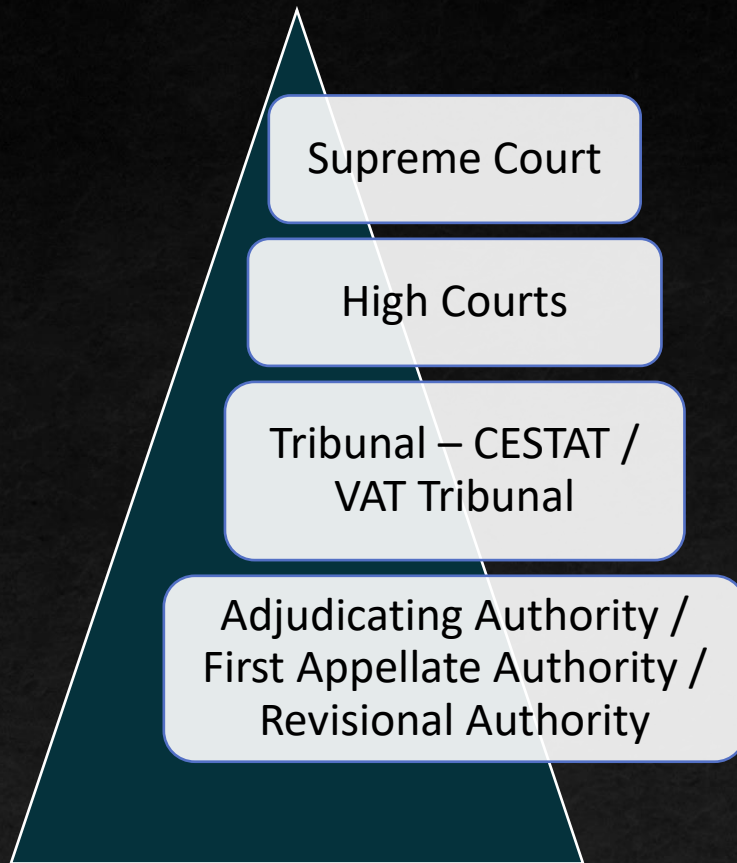 Supreme Court
High Courts
Tribunal – CESTAT /
VAT Tribunal
Adjudicating Authority /
First Appellate Authority /
Revisional Authority